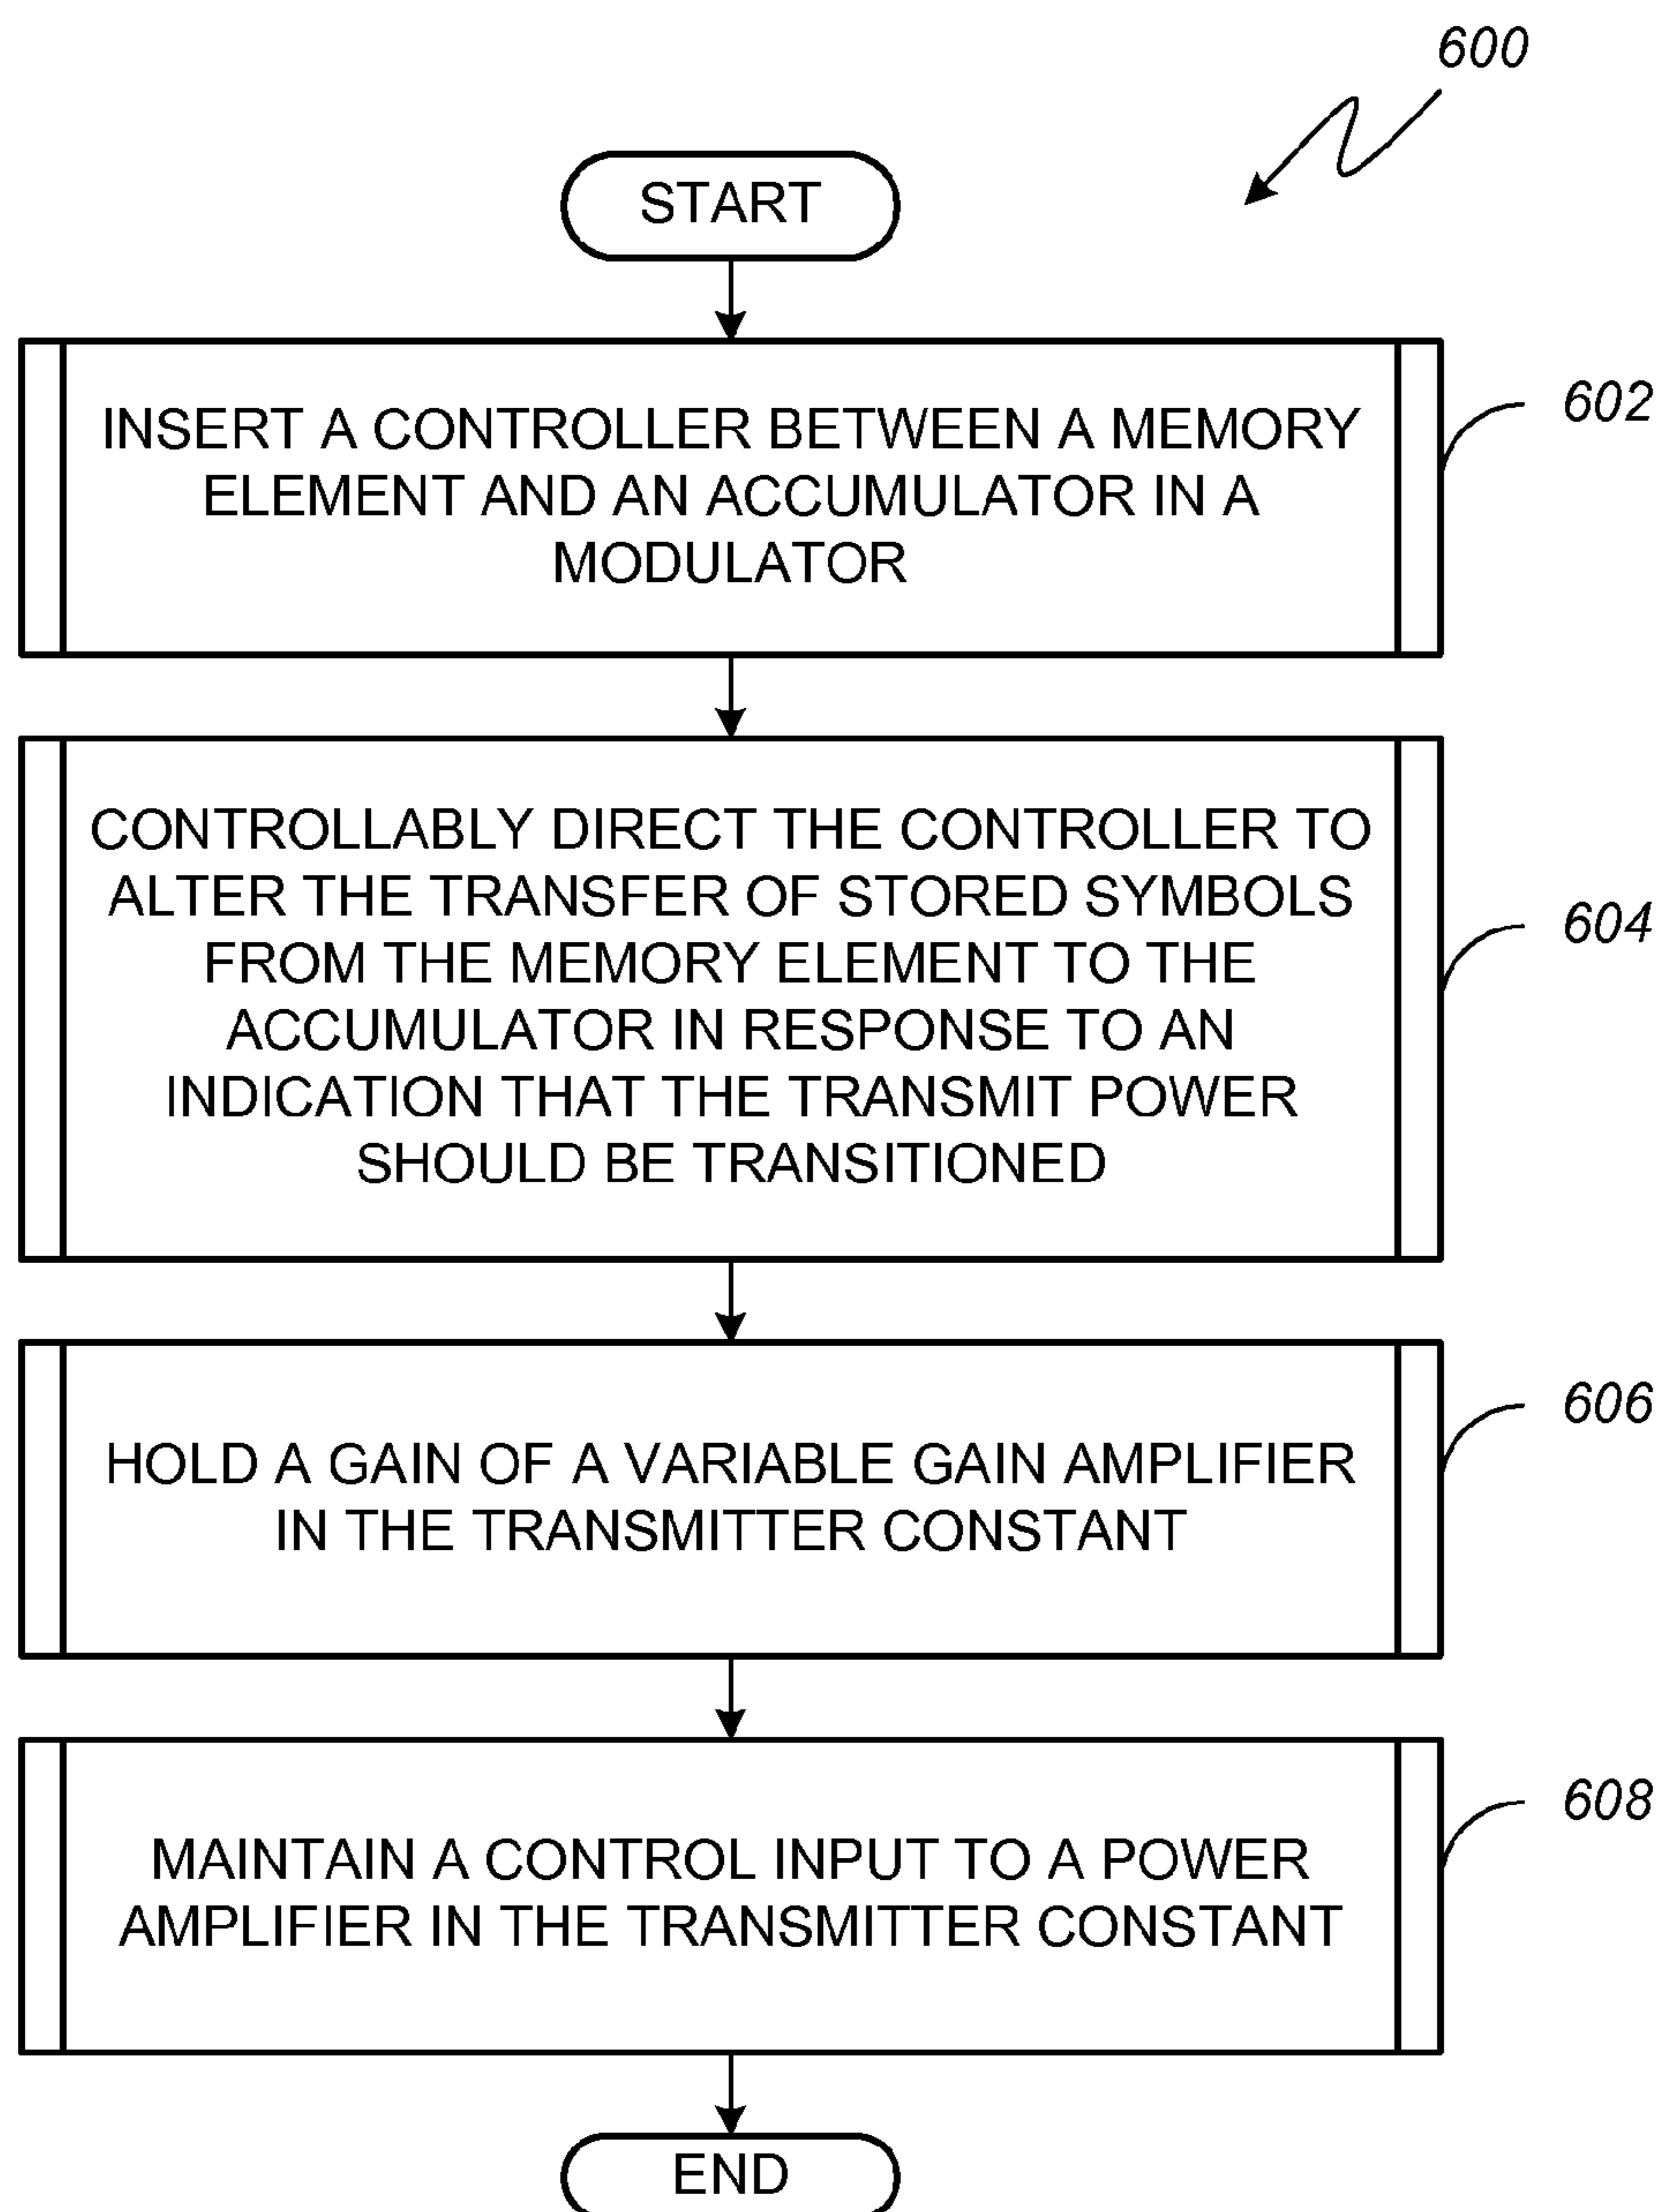 600
START
INSERT A CONTROLLER BETWEEN A MEMORY
ELEMENT AND AN ACCUMULATOR IN A
MODULATOR
602
CONTROLLABLY DIRECT THE CONTROLLER TO
ALTER THE TRANSFER OF STORED SYMBOLS
FROM THE MEMORY ELEMENT TO THE
ACCUMULATOR IN RESPONSE TO AN
INDICATION THAT THE TRANSMIT POWER
SHOULD BE TRANSITIONED
604
HOLD A GAIN OF A VARIABLE GAIN AMPLIFIER
IN THE TRANSMITTER CONSTANT
606
MAINTAIN A CONTROL INPUT TO A POWER
AMPLIFIER IN THE TRANSMITTER CONSTANT
608
END